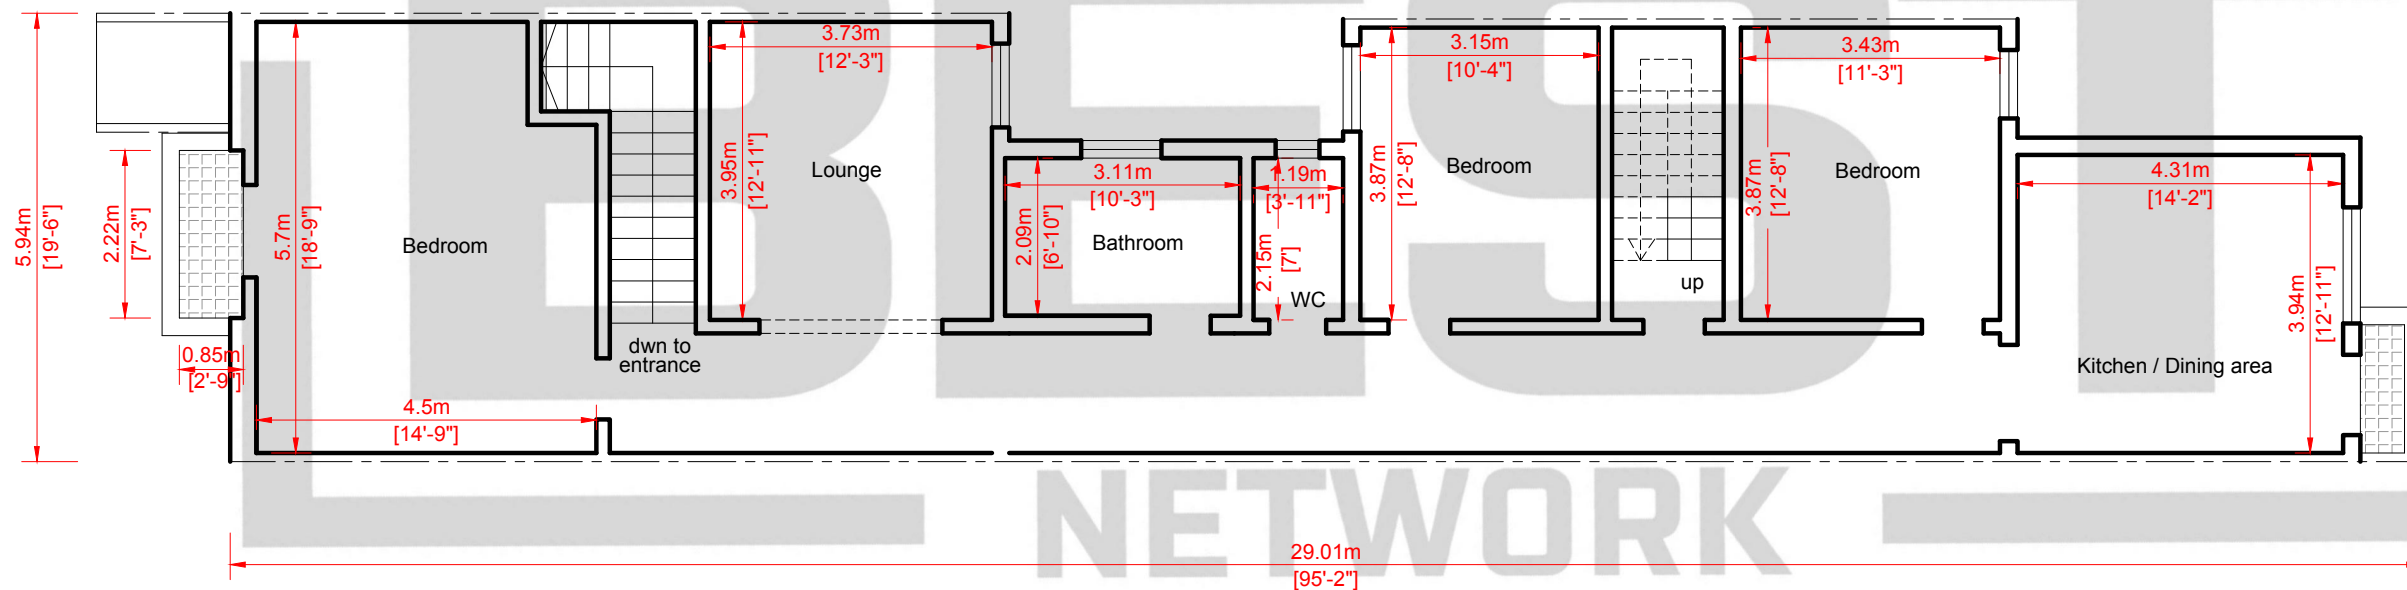 5.94m
[19'-6"]
2.22m
[7'-3"]
0.85m
[2'-9"]
5.7m
[18'-9"]
Bedroom
4.5m
[14'-9"]
dwn to
entrance
3.73m
[12'-3"]
3.95m
[12'-11"]
Lounge
3.11m
[10'-3"]
2.09m
[6'-10"]
Bathroom
1.19m
[3'-11"]
2.15m
[7']
WC
3.15m
[10'-4"]
3.87m
[12'-8"]
Bedroom
up
3.43m
[11'-3"]
3.87m
[12'-8"]
Bedroom
4.31m
[14'-2"]
3.94m
[12'-11"]
Kitchen / Dining area
29.01m
[95'-2"]
BEST
NETWORK